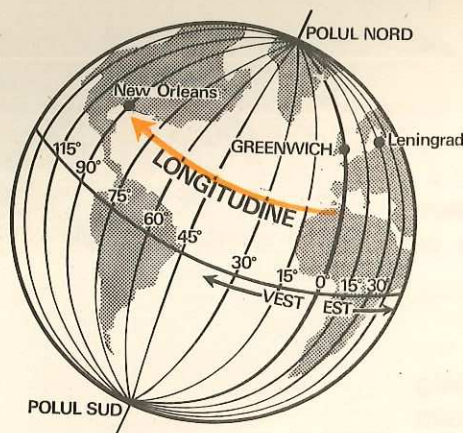 POLUL NORD
New Orleans
GREENWICH
Leningrad
LONGITUDINE
115°
90°
75°
60°
45°
30°
15°
0°
15°
30°
VEST
EST
POLUL SUD